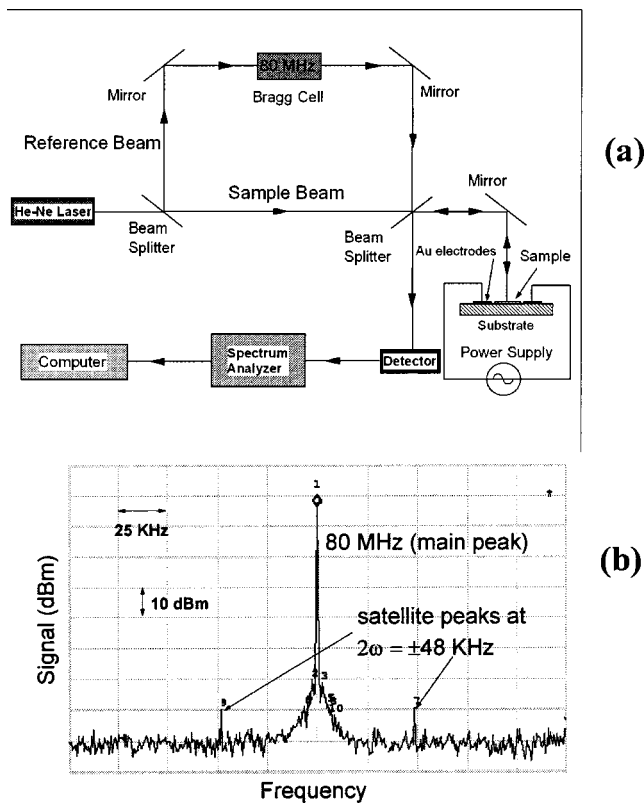 80 MHz
Mirror
Bragg Cell
Mirror
Reference Beam
(a)
Sample Beam
Mirror
He-Ne Laser
Beam
Splitter
Beam
Splitter
Au electrodes
Sample
Substrate
Power Supply
Computer
Spectrum
Analyzer
Detector
1
25 KHz
80 MHz (main peak)
(b)
10 dBm
Signal (dBm)
satellite peaks at
2ω = ±48 KHz
3
7
Frequency